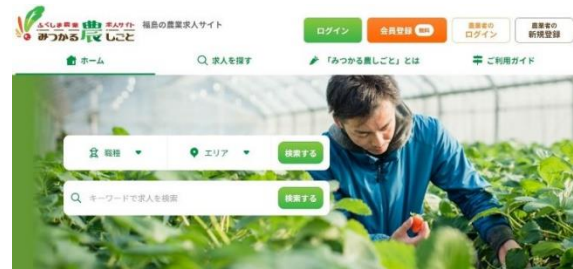 ふくしま農業 求人サイト
みつかる農しごと
福島の農業求人サイト
ログイン
会員登録 無料
農業者の
ログイン
農業者の
新規登録
ホーム
求人を探す
「みつかる農しごと」とは
ご利用ガイド
職種
エリア
検索する
キーワードで求人を検索
検索する